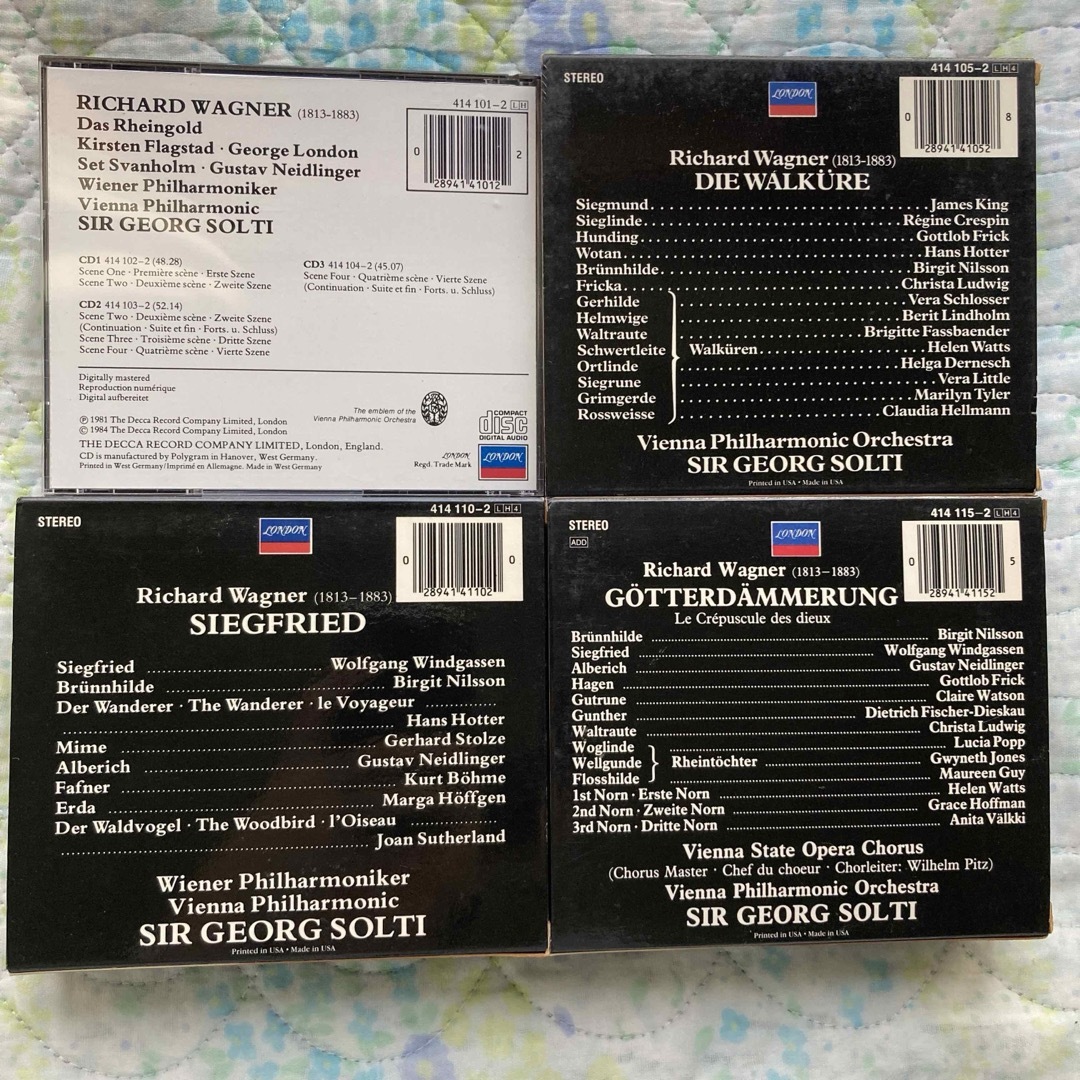 RICHARD WAGNER (1813-1883)
Das Rheingold
Kirsten Flagstad · George London
Set Svanholm · Gustav Neidlinger
Wiener Philharmoniker
Vienna Philharmonic
SIR GEORG SOLTI
414 101-2 LH
0 28941 41012 2
CD1 414 102-2 (48.28)
Scene One · Première scène · Erste Szene
Scene Two · Deuxième scène · Zweite Szene
CD2 414 103-2 (52.14)
Scene Two · Deuxième scène · Zweite Szene
(Continuation · Suite et fin · Forts. u. Schluss)
Scene Three · Troisième scène · Dritte Szene
Scene Four · Quatrième scène · Vierte Szene
CD3 414 104-2 (45.07)
Scene Four · Quatrième scène · Vierte Szene
(Continuation · Suite et fin · Forts. u. Schluss)
Digitally mastered
Reproduction numérique
Digital aufbereitet
℗ 1981 The Decca Record Company Limited, London
© 1984 The Decca Record Company Limited, London
THE DECCA RECORD COMPANY LIMITED, London, England.
CD is manufactured by Polygram in Hanover, West Germany.
Printed in West Germany/Imprimé en Allemagne. Made in West Germany
The emblem of the
Vienna Philharmonic Orchestra
COMPACT
disc
DIGITAL AUDIO
LONDON
Regd. Trade Mark
LONDON
STEREO
LONDON
414 105-2 LH4
0 28941 41052 8
Richard Wagner (1813-1883)
DIE WALKÜRE
Siegmund James King
Sieglinde Régine Crespin
Hunding Gottlob Frick
Wotan Hans Hotter
Brünnhilde Birgit Nilsson
Fricka Christa Ludwig
Gerhilde Vera Schlosser
Helmwige Berit Lindholm
Waltraute Brigitte Fassbaender
Schwertleite Walküren Helen Watts
Ortlinde Helga Dernesch
Siegrune Vera Little
Grimgerde Marilyn Tyler
Rossweisse Claudia Hellmann
Vienna Philharmonic Orchestra
SIR GEORG SOLTI
Printed in USA • Made in USA
STEREO
LONDON
414 110-2 LH4
0 28941 41102 0
Richard Wagner (1813-1883)
SIEGFRIED
Siegfried Wolfgang Windgassen
Brünnhilde Birgit Nilsson
Der Wanderer · The Wanderer · le Voyageur
Hans Hotter
Mime Gerhard Stolze
Alberich Gustav Neidlinger
Fafner Kurt Böhme
Erda Marga Höffgen
Der Waldvogel · The Woodbird · l'Oiseau
Joan Sutherland
Wiener Philharmoniker
Vienna Philharmonic
SIR GEORG SOLTI
Printed in USA • Made in USA
STEREO
ADD
LONDON
414 115-2 LH4
0 28941 41152 5
Richard Wagner (1813-1883)
GÖTTERDÄMMERUNG
Le Crépuscule des dieux
Brünnhilde Birgit Nilsson
Siegfried Wolfgang Windgassen
Alberich Gustav Neidlinger
Hagen Gottlob Frick
Gutrune Claire Watson
Gunther Dietrich Fischer-Dieskau
Waltraute Christa Ludwig
Woglinde Lucia Popp
Wellgunde Rheintöchter Gwyneth Jones
Flosshilde Maureen Guy
1st Norn · Erste Norn Helen Watts
2nd Norn · Zweite Norn Grace Hoffman
3rd Norn · Dritte Norn Anita Välkki
Vienna State Opera Chorus
(Chorus Master · Chef du choeur · Chorleiter: Wilhelm Pitz)
Vienna Philharmonic Orchestra
SIR GEORG SOLTI
Printed in USA • Made in USA